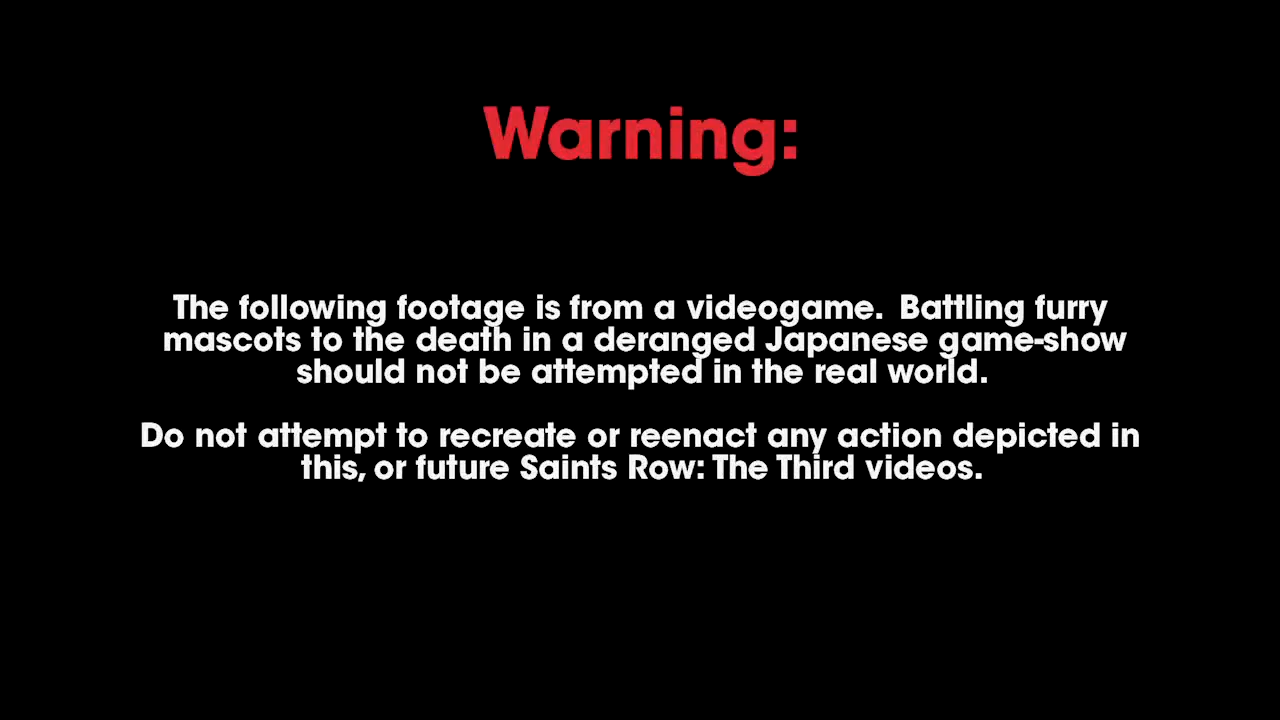 Warning:
The following footage is from a videogame.  Battling furry
mascots to the death in a deranged Japanese game-show
should not be attempted in the real world.
Do not attempt to recreate or reenact any action depicted in
this, or future Saints Row: The Third videos.